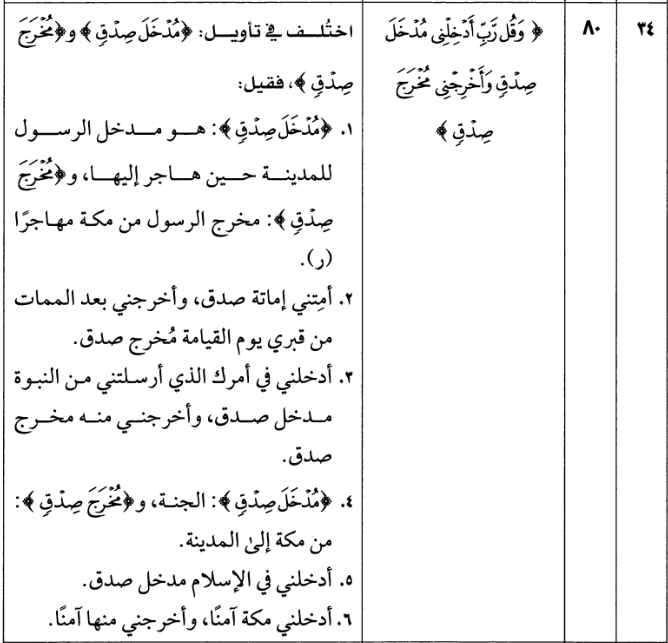 ٣٤
٨٠
﴿ وَقُل رَّبِّ أَدْخِلْنِى مُدْخَلَ
صِدْقٍ وَأَخْرِجْنِى مُخْرَجَ
صِدْقٍ ﴾
اختُلف في تأويل: ﴿مُدْخَلَ صِدْقٍ ﴾ و﴿مُخْرَجَ
صِدْقٍ ﴾، فقيل:
١. ﴿مُدْخَلَ صِدْقٍ ﴾: هو مدخل الرسول
للمدينة حين هاجر إليها، و﴿مُخْرَجَ
صِدْقٍ ﴾: مخرج الرسول من مكة مهاجرًا
(ر).
٢. أمِتني إماتة صدق، وأخرجني بعد الممات
من قبري يوم القيامة مُخرج صدق.
٣. أدخلني في أمرك الذي أرسلتني من النبوة
مدخل صدق، وأخرجني منه مخرج
صدق.
٤. ﴿مُدْخَلَ صِدْقٍ ﴾: الجنة، و﴿مُخْرَجَ صِدْقٍ ﴾:
من مكة إلىٰ المدينة.
٥. أدخلني في الإسلام مدخل صدق.
٦. أدخلني مكة آمنًا، وأخرجني منها آمنًا.